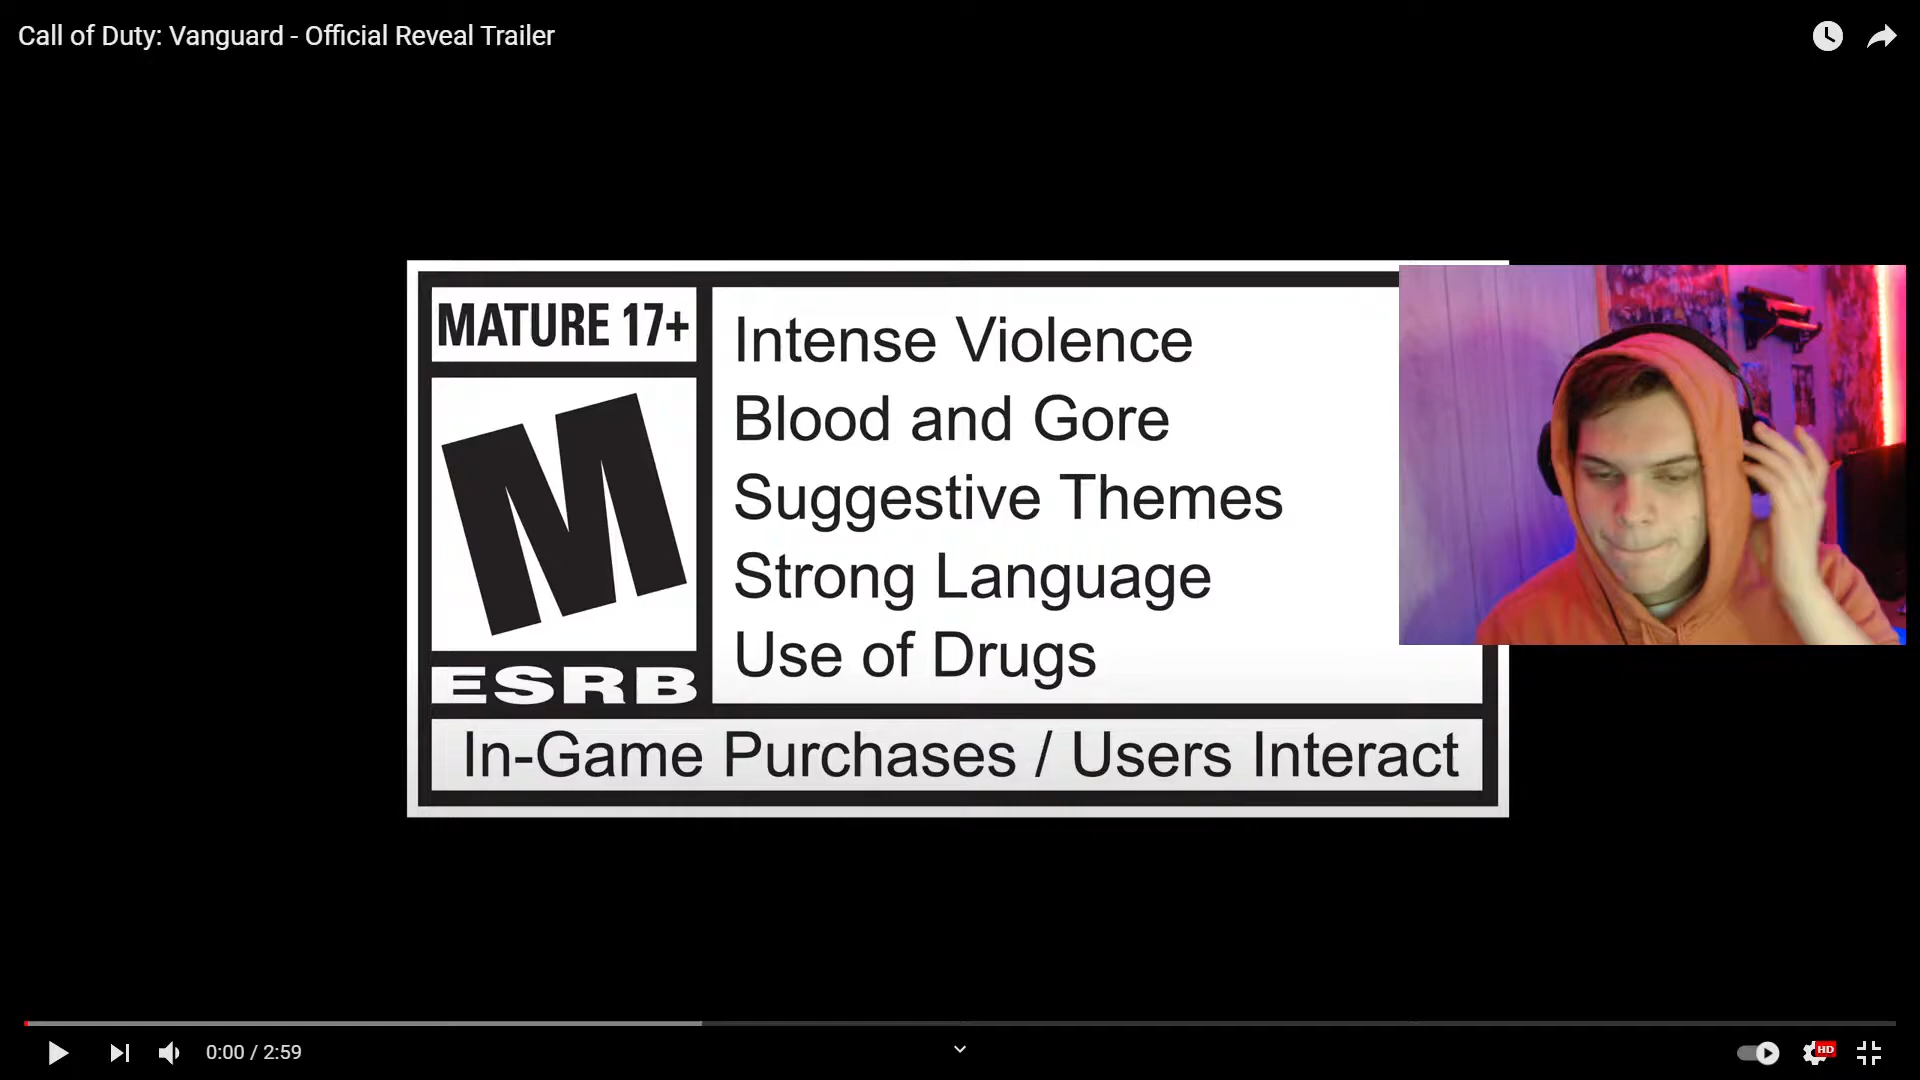 Call of Duty: Vanguard - Official Reveal Trailer
MATURE 17+
M
ESRB
Intense Violence
Blood and Gore
Suggestive Themes
Strong Language
Use of Drugs
In-Game Purchases / Users Interact
0:00 / 2:59
HD